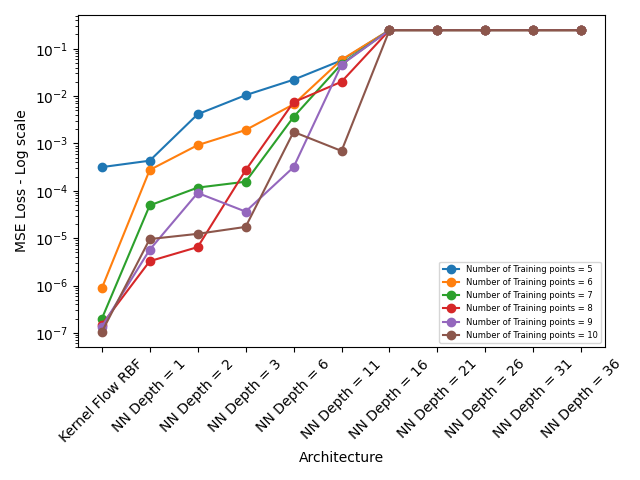 MSE Loss - Log scale
10⁻¹
10⁻²
10⁻³
10⁻⁴
10⁻⁵
10⁻⁶
10⁻⁷
Number of Training points = 5
Number of Training points = 6
Number of Training points = 7
Number of Training points = 8
Number of Training points = 9
Number of Training points = 10
Kernel Flow RBF
NN Depth = 1
NN Depth = 2
NN Depth = 3
NN Depth = 6
NN Depth = 11
NN Depth = 16
NN Depth = 21
NN Depth = 26
NN Depth = 31
NN Depth = 36
Architecture